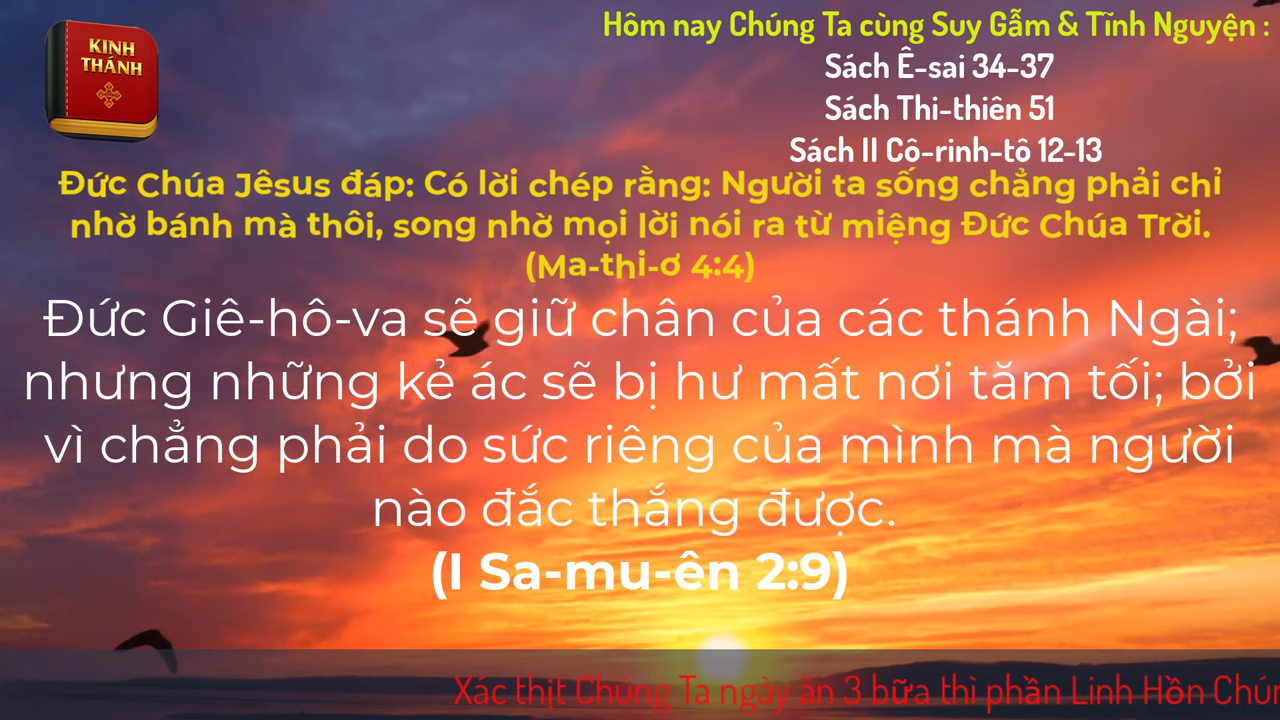 KINH
THÁNH
Hôm nay Chúng Ta cùng Suy Gẫm & Tĩnh Nguyện :
Sách Ê-sai 34-37
Sách Thi-thiên 51
Sách II Cô-rinh-tô 12-13
Đức Chúa Jêsus đáp: Có lời chép rằng: Người ta sống chẳng phải chỉ
nhờ bánh mà thôi, song nhờ mọi lời nói ra từ miệng Đức Chúa Trời.
(Ma-thi-ơ 4:4)
Đức Giê-hô-va sẽ giữ chân của các thánh Ngài;
nhưng những kẻ ác sẽ bị hư mất nơi tăm tối; bởi
vì chẳng phải do sức riêng của mình mà người
nào đắc thắng được.
(I Sa-mu-ên 2:9)
Xác thịt Chúng Ta ngày ăn 3 bữa thì phần Linh Hồn